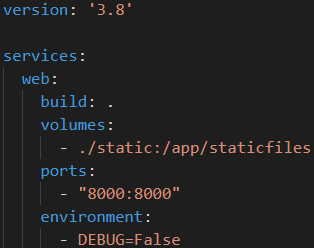 version: '3.8'
services:
web:
build: .
volumes:
- ./static:/app/staticfiles
ports:
- "8000:8000"
environment:
- DEBUG=False